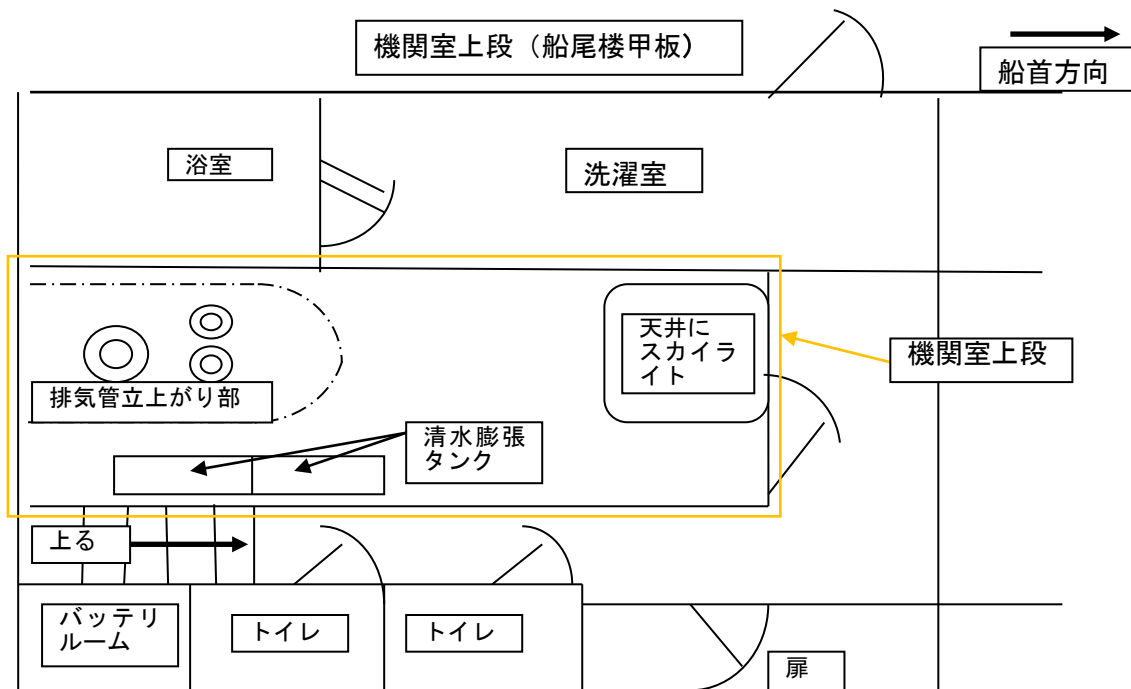 機関室上段（船尾楼甲板）
船首方向
浴室
洗濯室
天井に
スカイラ
イト
機関室上段
排気管立上がり部
清水膨張
タンク
上る
バッテリ
ルーム
トイレ
トイレ
扉